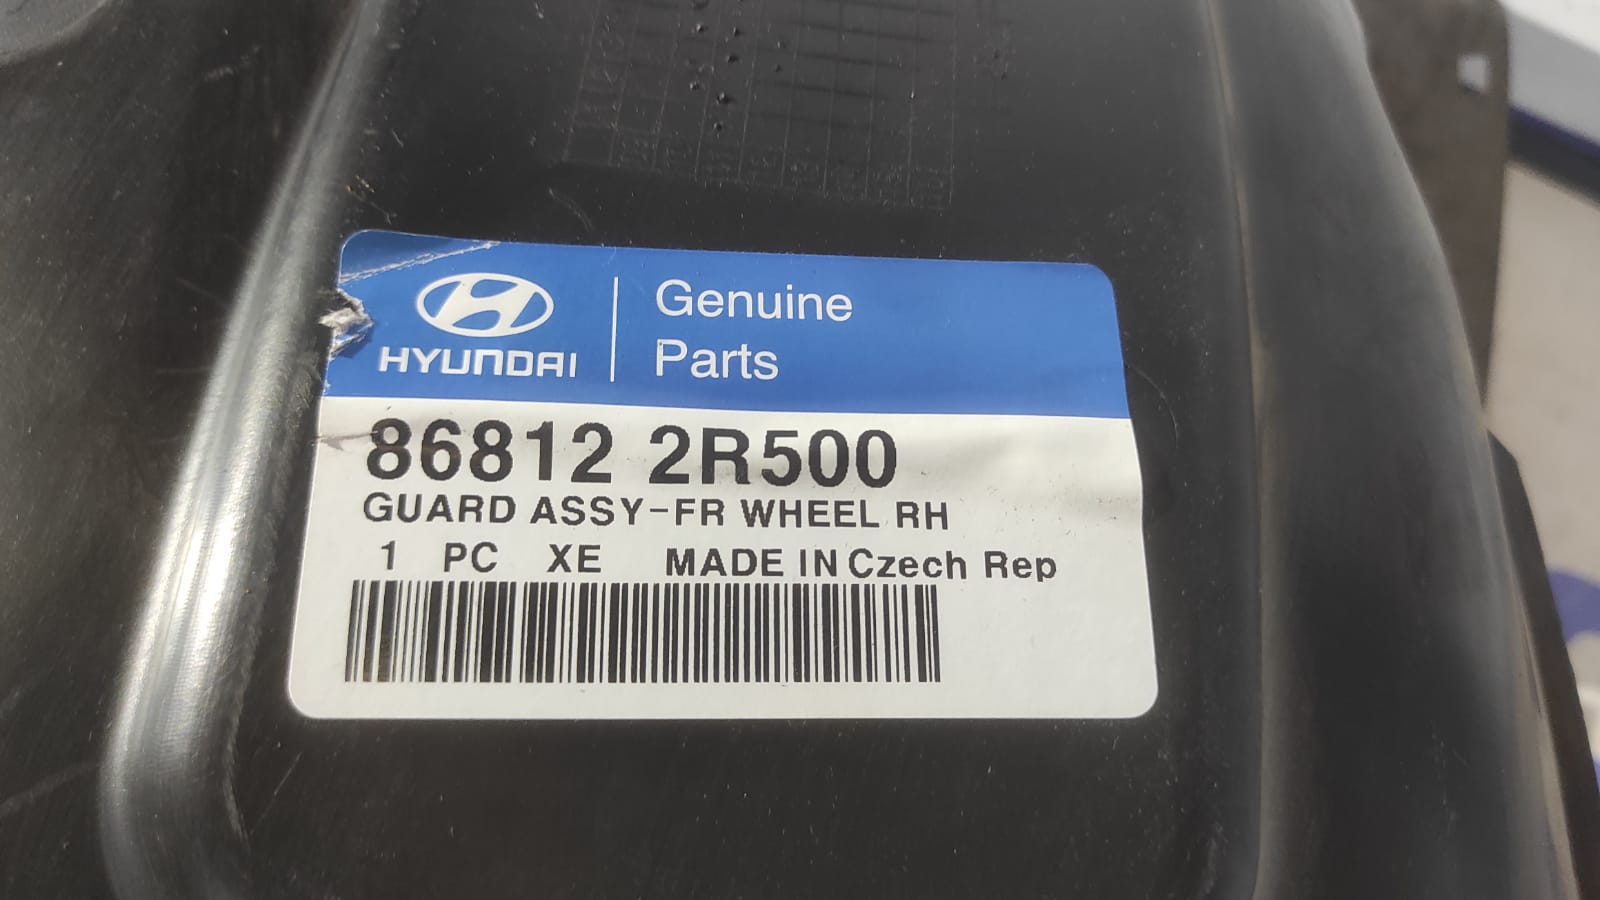 HYUNDAI
Genuine
Parts
86812 2R500
GUARD ASSY-FR WHEEL RH
1 PC XE MADE IN Czech Rep